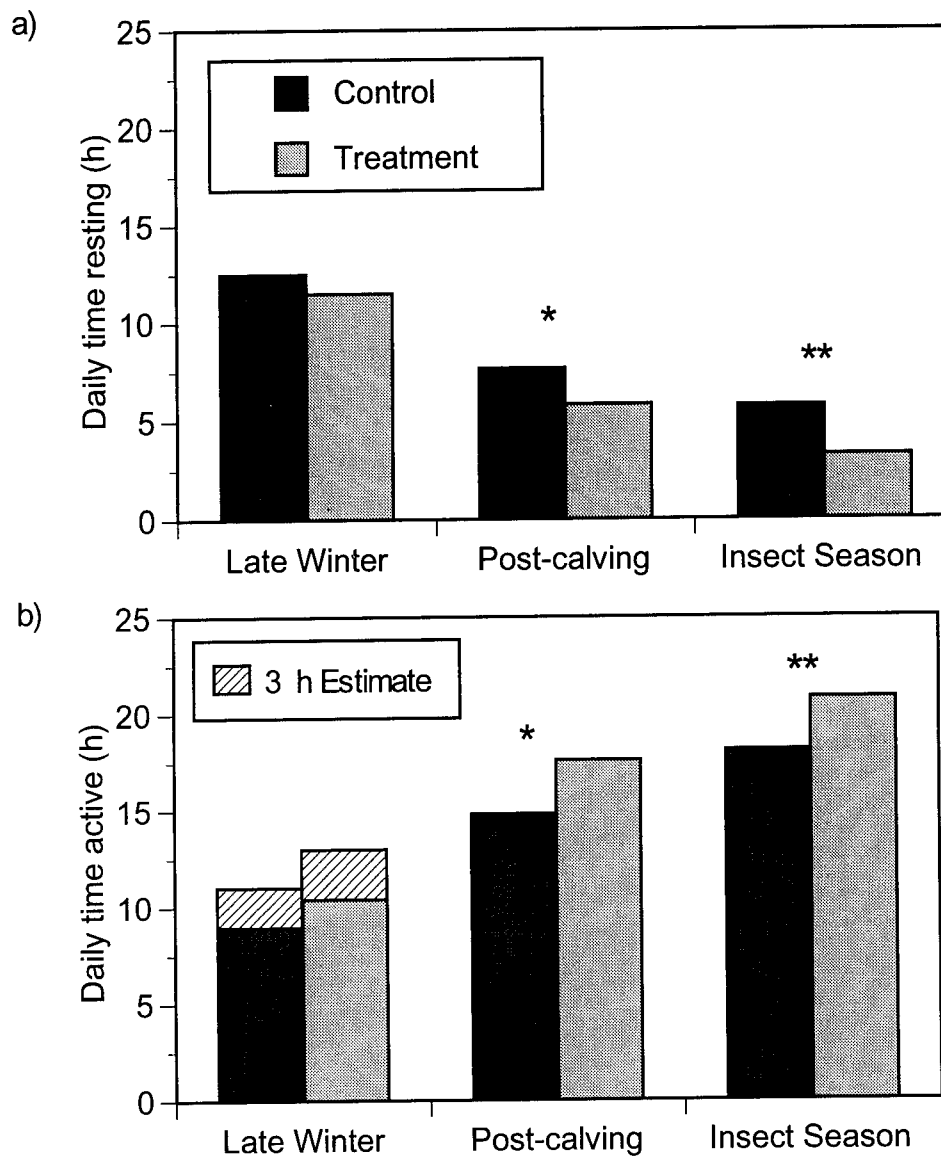 a)
Daily time resting (h)
25
20
15
10
5
0
Control
Treatment
*
**
Late Winter
Post-calving
Insect Season
b)
Daily time active (h)
25
20
15
10
5
0
3 h Estimate
*
**
Late Winter
Post-calving
Insect Season